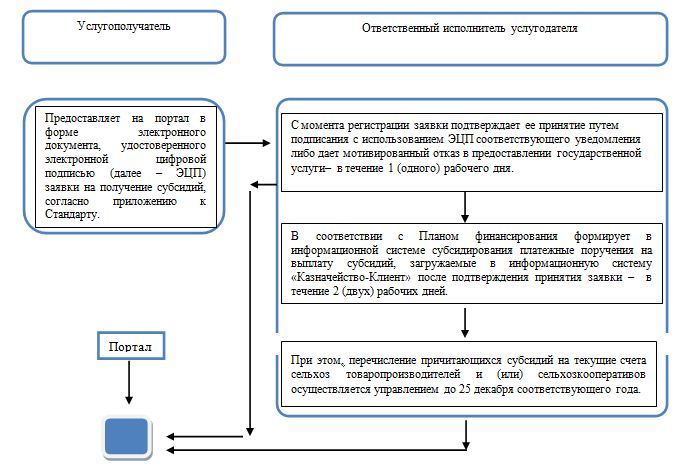 Услугополучатель
Ответственный исполнитель услугодателя
Предоставляет на портал в
форме электронного
документа, удостоверенного
электронной цифровой
подписью (далее – ЭЦП)
заявки на получение субсидий,
согласно приложению к
Стандарту.
С момента регистрации заявки подтверждает ее принятие путем
подписания с использованием ЭЦП соответствующего уведомления
либо дает мотивированный отказ в предоставлении государственной
услуги– в течение 1 (одного) рабочего дня.
В соответствии с Планом финансирования формирует в
информационной системе субсидирования платежные поручения на
выплату субсидий, загружаемые в информационную систему
«Казначейство-Клиент» после подтверждения принятия заявки – в
течение 2 (двух) рабочих дней.
При этом, перечисление причитающихся субсидий на текущие счета
сельхоз товаропроизводителей и (или) сельхозкооперативов
осуществляется управлением до 25 декабря соответствующего года.
Портал